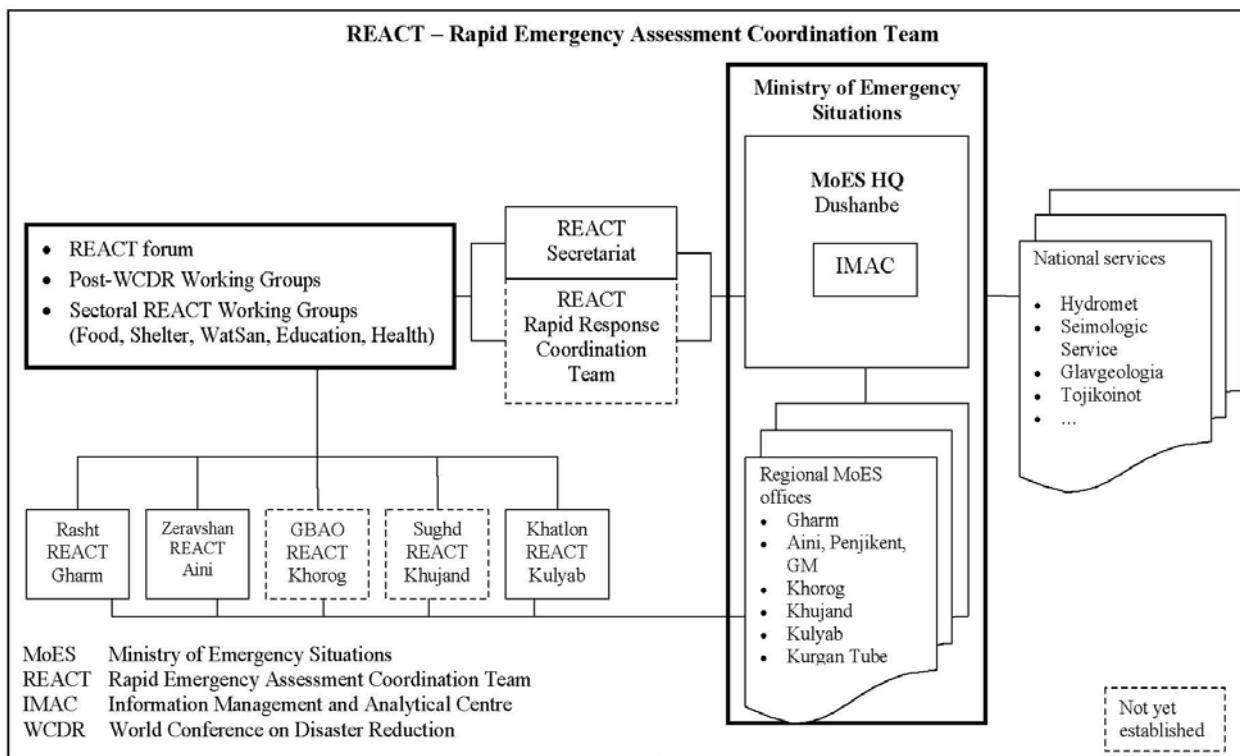 REACT – Rapid Emergency Assessment Coordination Team
Ministry of Emergency
Situations
MoES HQ
Dushanbe
IMAC
• REACT forum
• Post-WCDR Working Groups
• Sectoral REACT Working Groups
(Food, Shelter, WatSan, Education, Health)
REACT
Secretariat
REACT
Rapid Response
Coordination
Team
National services
• Hydromet
• Seimologic
Service
• Glavgeologia
• Tojikoinot
• ...
Regional MoES
offices
• Gharm
• Aini, Penjikent,
GM
• Khorog
• Khujand
• Kulyab
• Kurgan Tube
Rasht
REACT
Gharm
Zeravshan
REACT
Aini
GBAO
REACT
Khorog
Sughd
REACT
Khujand
Khatlon
REACT
Kulyab
MoES Ministry of Emergency Situations
REACT Rapid Emergency Assessment Coordination Team
IMAC Information Management and Analytical Centre
WCDR World Conference on Disaster Reduction
Not yet
established